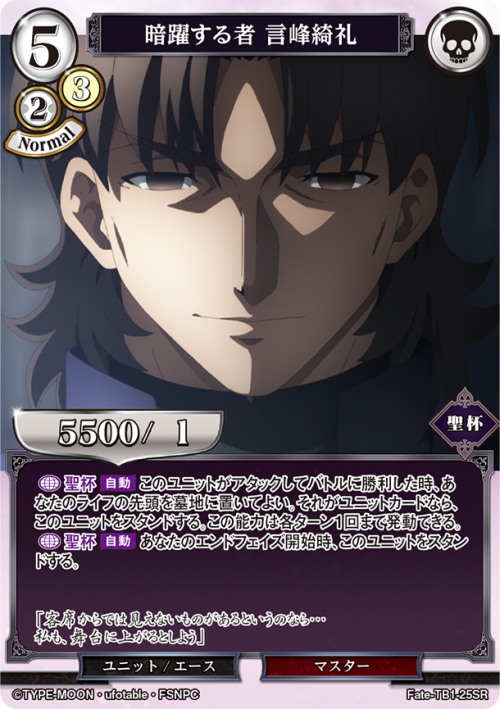 5
暗躍する者 言峰綺礼
2
3
Normal
5500/ 1
聖杯
聖杯 自動 このユニットがアタックしてバトルに勝利した時、あ
なたのライフの先頭を墓地に置いてよい。それがユニットカードなら、
このユニットをスタンドする。この能力は各ターン1回まで発動できる。
聖杯 自動 あなたのエンドフェイズ開始時、このユニットをスタン
ドする。
「客席からでは見えないものがあるというのなら…
私も、舞台に上がるとしよう」
ユニット / エース
マスター
©TYPE-MOON・ufotable・FSNPC
Fate-TB1-25SR